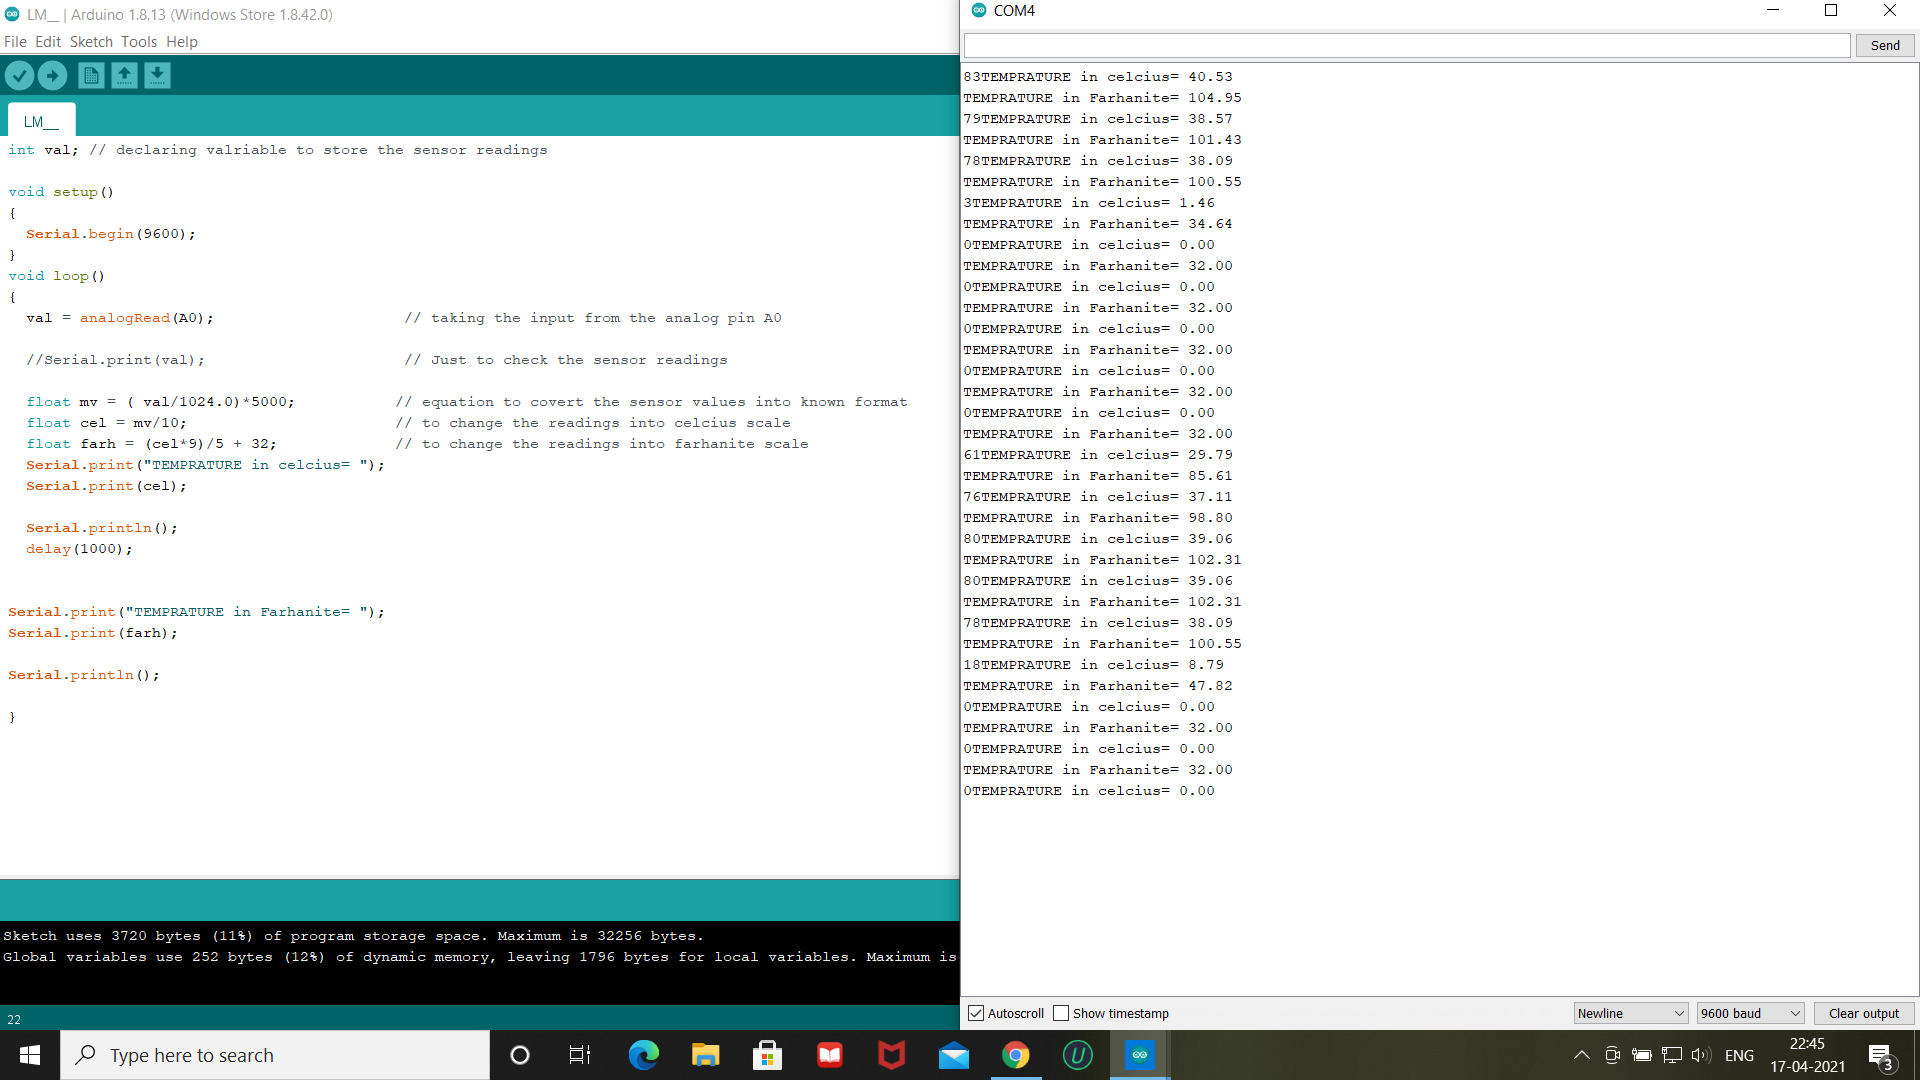 LM__ | Arduino 1.8.13 (Windows Store 1.8.42.0)
File Edit Sketch Tools Help
LM__
int val; // declaring valriable to store the sensor readings
void setup()
{
Serial.begin(9600);
}
void loop()
{
val = analogRead(A0); // taking the input from the analog pin A0
//Serial.print(val); // Just to check the sensor readings
float mv = ( val/1024.0)*5000; // equation to covert the sensor values into known format
float cel = mv/10; // to change the readings into celcius scale
float farh = (cel*9)/5 + 32; // to change the readings into farhanite scale
Serial.print("TEMPRATURE in celcius= ");
Serial.print(cel);
Serial.println();
delay(1000);
Serial.print("TEMPRATURE in Farhanite= ");
Serial.print(farh);
Serial.println();
}
Sketch uses 3720 bytes (11%) of program storage space. Maximum is 32256 bytes.
Global variables use 252 bytes (12%) of dynamic memory, leaving 1796 bytes for local variables. Maximum is
22
COM4
Send
83TEMPRATURE in celcius= 40.53
TEMPRATURE in Farhanite= 104.95
79TEMPRATURE in celcius= 38.57
TEMPRATURE in Farhanite= 101.43
78TEMPRATURE in celcius= 38.09
TEMPRATURE in Farhanite= 100.55
3TEMPRATURE in celcius= 1.46
TEMPRATURE in Farhanite= 34.64
0TEMPRATURE in celcius= 0.00
TEMPRATURE in Farhanite= 32.00
0TEMPRATURE in celcius= 0.00
TEMPRATURE in Farhanite= 32.00
0TEMPRATURE in celcius= 0.00
TEMPRATURE in Farhanite= 32.00
0TEMPRATURE in celcius= 0.00
TEMPRATURE in Farhanite= 32.00
0TEMPRATURE in celcius= 0.00
TEMPRATURE in Farhanite= 32.00
61TEMPRATURE in celcius= 29.79
TEMPRATURE in Farhanite= 85.61
76TEMPRATURE in celcius= 37.11
TEMPRATURE in Farhanite= 98.80
80TEMPRATURE in celcius= 39.06
TEMPRATURE in Farhanite= 102.31
80TEMPRATURE in celcius= 39.06
TEMPRATURE in Farhanite= 102.31
78TEMPRATURE in celcius= 38.09
TEMPRATURE in Farhanite= 100.55
18TEMPRATURE in celcius= 8.79
TEMPRATURE in Farhanite= 47.82
0TEMPRATURE in celcius= 0.00
TEMPRATURE in Farhanite= 32.00
0TEMPRATURE in celcius= 0.00
TEMPRATURE in Farhanite= 32.00
0TEMPRATURE in celcius= 0.00
Autoscroll Show timestamp Newline 9600 baud Clear output
Type here to search
ENG
22:45
17-04-2021
3